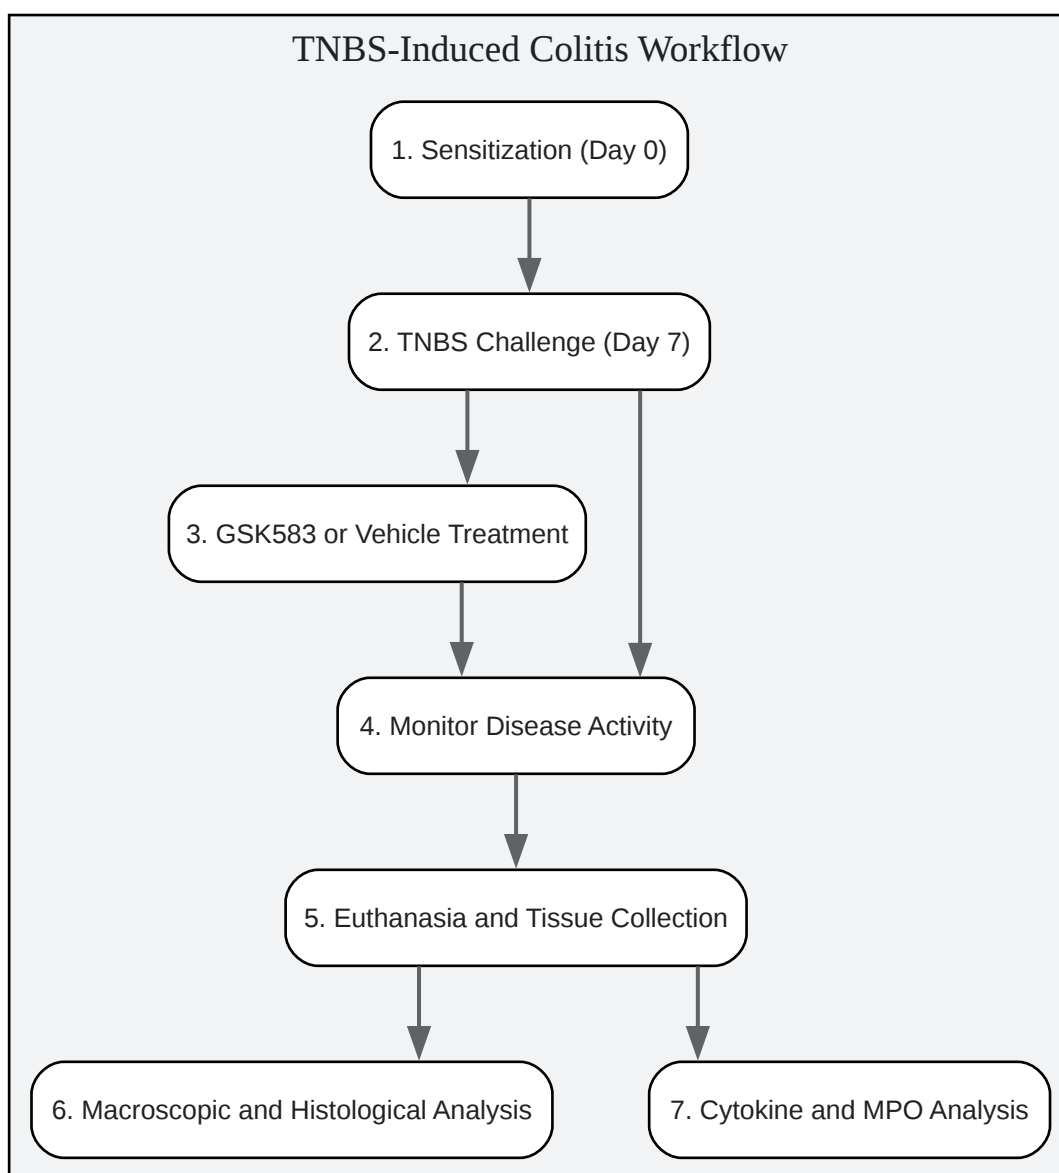 TNBS-Induced Colitis Workflow
1. Sensitization (Day 0)
2. TNBS Challenge (Day 7)
3. GSK583 or Vehicle Treatment
4. Monitor Disease Activity
5. Euthanasia and Tissue Collection
6. Macroscopic and Histological Analysis
7. Cytokine and MPO Analysis